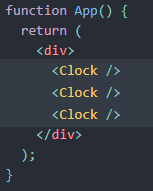 function App() {
  return (
    <div>
      <Clock />
      <Clock />
      <Clock />
    </div>
  );
}